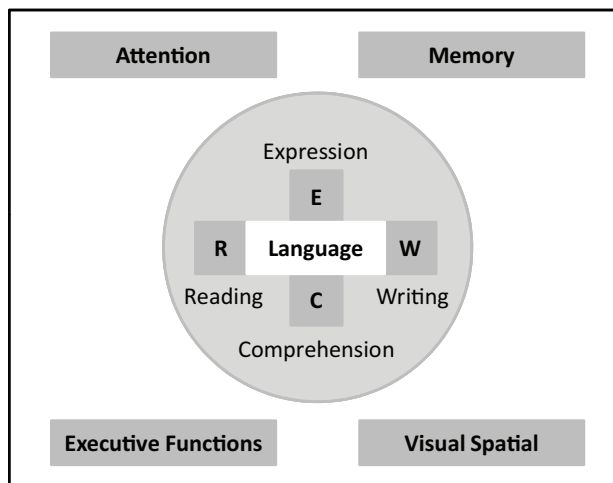 Attention
Memory
Expression
E
R
Language
W
Reading
C
Writing
Comprehension
Executive Functions
Visual Spatial